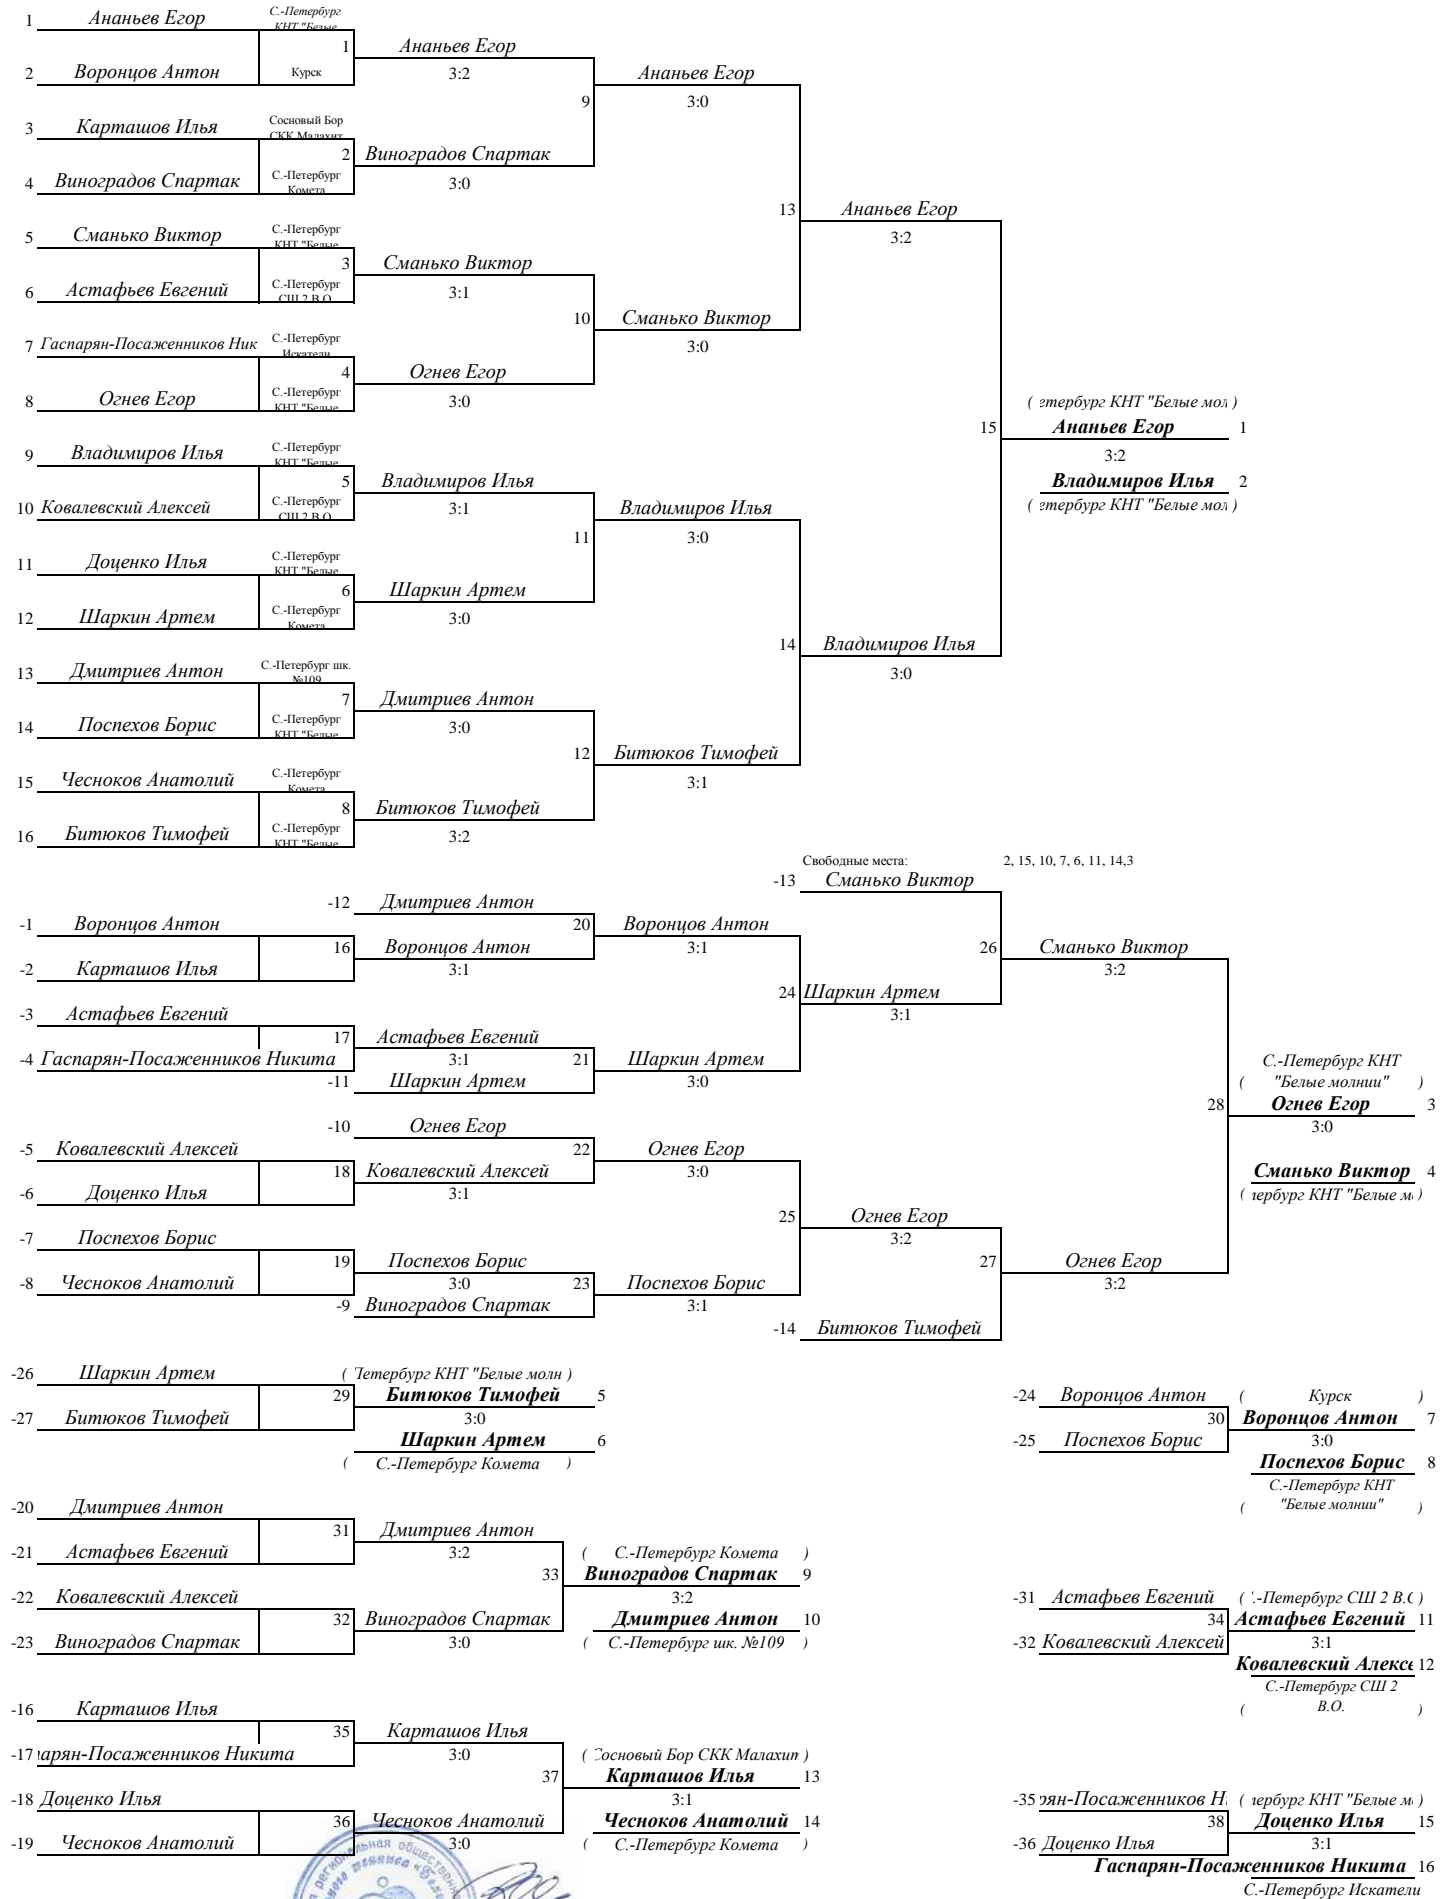 1 Ананьев Егор С.-Петербург КНТ "Белые
1 Ананьев Егор
2 Воронцов Антон Курск 3:2
Ананьев Егор
9 3:0
3 Карташов Илья Сосновый Бор СКК Малахит
2 Виноградов Спартак
4 Виноградов Спартак С.-Петербург Комета 3:0
13 Ананьев Егор
3:2
5 Сманько Виктор С.-Петербург КНТ "Белые
3 Сманько Виктор
6 Астафьев Евгений С.-Петербург СШ 2 В.О. 3:1
10 Сманько Виктор
3:0
7 Гаспарян-Посаженников Ник С.-Петербург Искатели
4 Огнев Егор
8 Огнев Егор С.-Петербург КНТ "Белые 3:0
( етербург КНТ "Белые мол )
15 Ананьев Егор 1
3:2
Владимиров Илья 2
( етербург КНТ "Белые мол )
9 Владимиров Илья С.-Петербург КНТ "Белые
5 Владимиров Илья
10 Ковалевский Алексей С.-Петербург СШ 2 В.О. 3:1
Владимиров Илья
11 3:0
11 Доценко Илья С.-Петербург КНТ "Белые
6 Шаркин Артем
12 Шаркин Артем С.-Петербург Комета 3:0
14 Владимиров Илья
3:0
13 Дмитриев Антон С.-Петербург шк. №109
7 Дмитриев Антон
14 Поспехов Борис С.-Петербург КНТ "Белые 3:0
12 Битюков Тимофей
3:1
15 Чесноков Анатолий С.-Петербург Комета
8 Битюков Тимофей
16 Битюков Тимофей С.-Петербург КНТ "Белые 3:2
Свободные места: 2, 15, 10, 7, 6, 11, 14,3
-13 Сманько Виктор
-12 Дмитриев Антон
-1 Воронцов Антон 20 Воронцов Антон
16 Воронцов Антон 3:1 26 Сманько Виктор
-2 Карташов Илья 3:1 3:2
24 Шаркин Артем
-3 Астафьев Евгений 3:1
17 Астафьев Евгений
-4 Гаспарян-Посаженников Никита 3:1 21 Шаркин Артем
-11 Шаркин Артем 3:0
С.-Петербург КНТ
( "Белые молнии" )
28 Огнев Егор 3
3:0
-10 Огнев Егор
-5 Ковалевский Алексей 22 Огнев Егор
18 Ковалевский Алексей 3:0 Сманько Виктор 4
-6 Доценко Илья 3:1 ( тербург КНТ "Белые м )
25 Огнев Егор
-7 Поспехов Борис 3:2
19 Поспехов Борис 27 Огнев Егор
-8 Чесноков Анатолий 3:0 23 Поспехов Борис 3:2
-9 Виноградов Спартак 3:1
-14 Битюков Тимофей
-26 Шаркин Артем ( Петербург КНТ "Белые молн )
29 Битюков Тимофей 5
-27 Битюков Тимофей 3:0
Шаркин Артем 6
( С.-Петербург Комета )
-24 Воронцов Антон ( Курск )
30 Воронцов Антон 7
-25 Поспехов Борис 3:0
Поспехов Борис 8
С.-Петербург КНТ
( "Белые молнии" )
-20 Дмитриев Антон
31 Дмитриев Антон
-21 Астафьев Евгений 3:2 ( С.-Петербург Комета )
33 Виноградов Спартак 9
-22 Ковалевский Алексей 3:2
32 Виноградов Спартак Дмитриев Антон 10
-23 Виноградов Спартак 3:0 ( С.-Петербург шк. №109 )
-31 Астафьев Евгений ( .-Петербург СШ 2 В.О )
34 Астафьев Евгений 11
-32 Ковалевский Алексей 3:1
Ковалевский Алексе 12
С.-Петербург СШ 2
( В.О. )
-16 Карташов Илья
35 Карташов Илья
-17 арян-Посаженников Никита 3:0 ( Сосновый Бор СКК Малахит )
37 Карташов Илья 13
-18 Доценко Илья 3:1
36 Чесноков Анатолий Чесноков Анатолий 14
-19 Чесноков Анатолий 3:0 ( С.-Петербург Комета )
-35 рян-Посаженников Н ( тербург КНТ "Белые м )
38 Доценко Илья 15
-36 Доценко Илья 3:1
Гаспарян-Посаженников Никита 16
С.-Петербург Искатели